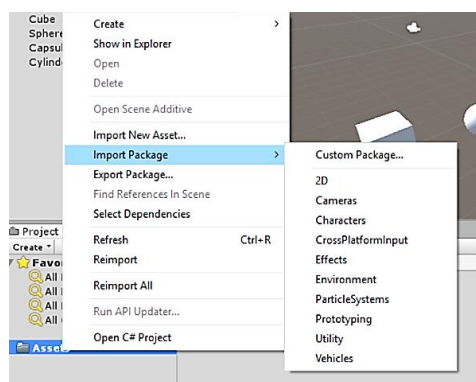 Cube
Sphere
Capsul
Cylind
Create
Show in Explorer
Open
Delete
Open Scene Additive
Import New Asset...
Import Package
Export Package...
Find References In Scene
Select Dependencies
Refresh Ctrl+R
Reimport
Reimport All
Run API Updater...
Open C# Project
Custom Package...
2D
Cameras
Characters
CrossPlatformInput
Effects
Environment
ParticleSystems
Prototyping
Utility
Vehicles
Project
Create
Favo
All
All
All
All
Asset